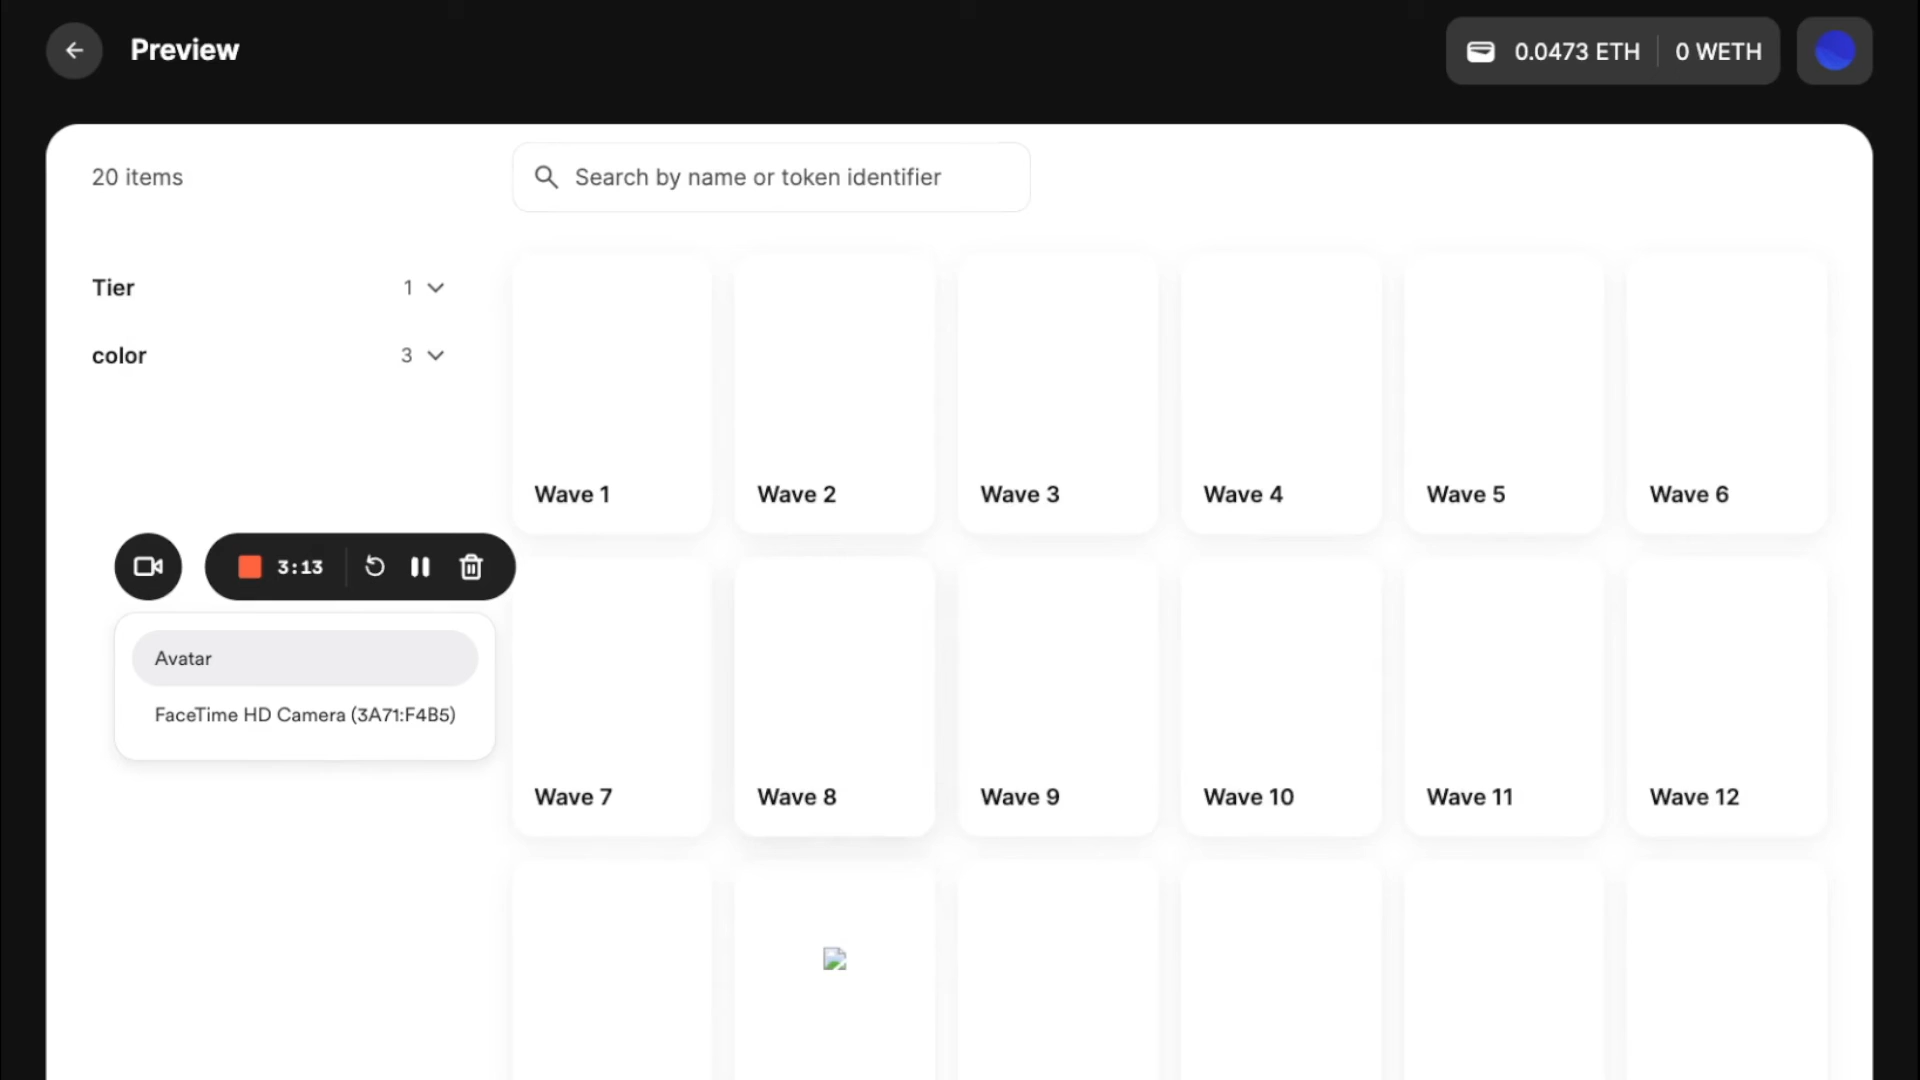 Preview
0.0473 ETH
0 WETH
20 items
Search by name or token identifier
Tier 1
color 3
Wave 1
Wave 2
Wave 3
Wave 4
Wave 5
Wave 6
3:13
Avatar
FaceTime HD Camera (3A71:F4B5)
Wave 7
Wave 8
Wave 9
Wave 10
Wave 11
Wave 12